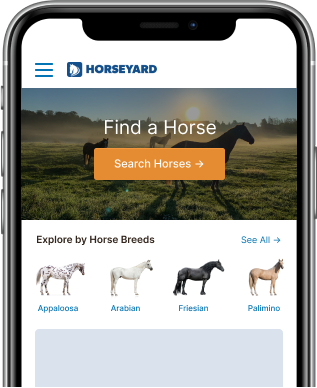 HORSEYARD
Find a Horse
Search Horses →
Explore by Horse Breeds
See All →
Appaloosa
Arabian
Friesian
Palimino